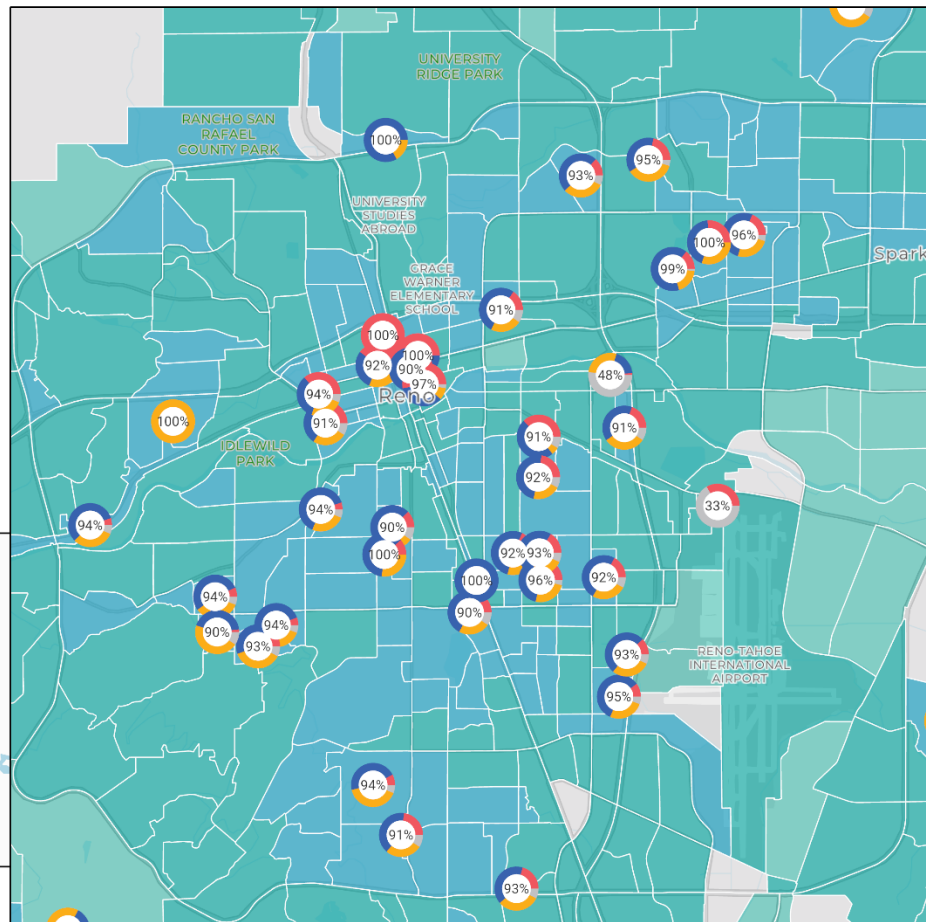 UNIVERSITY
RIDGE PARK
RANCHO SAN
RAFAEL
COUNTY PARK
100%
95%
93%
UNIVERSITY
STUDIES
ABROAD
96%
100%
Spark
99%
GRACE
WARNER
ELEMENTARY
SCHOOL
91%
100%
100%
92%
90%
48%
97%
94%
Reno
100%
91%
91%
91%
IDLEWILD
PARK
92%
33%
94%
94%
90%
100%
92%
93%
100%
96%
92%
94%
90%
94%
90%
93%
93%
RENO-TAHOE
INTERNATIONAL
AIRPORT
95%
94%
91%
93%